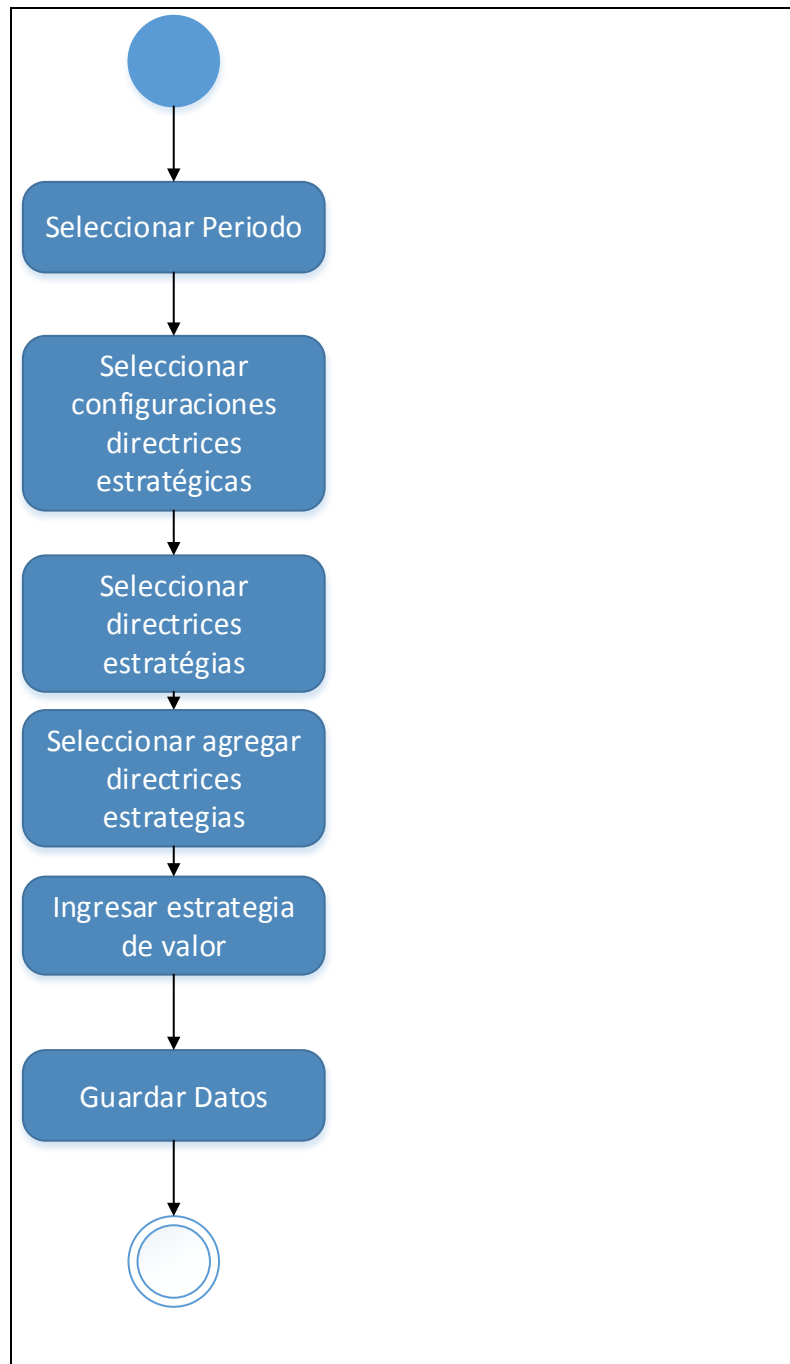 Seleccionar Periodo
Seleccionar
configuraciones
directrices
estratégicas
Seleccionar
directrices
estratégias
Seleccionar agregar
directrices
estrategias
Ingresar estrategia
de valor
Guardar Datos